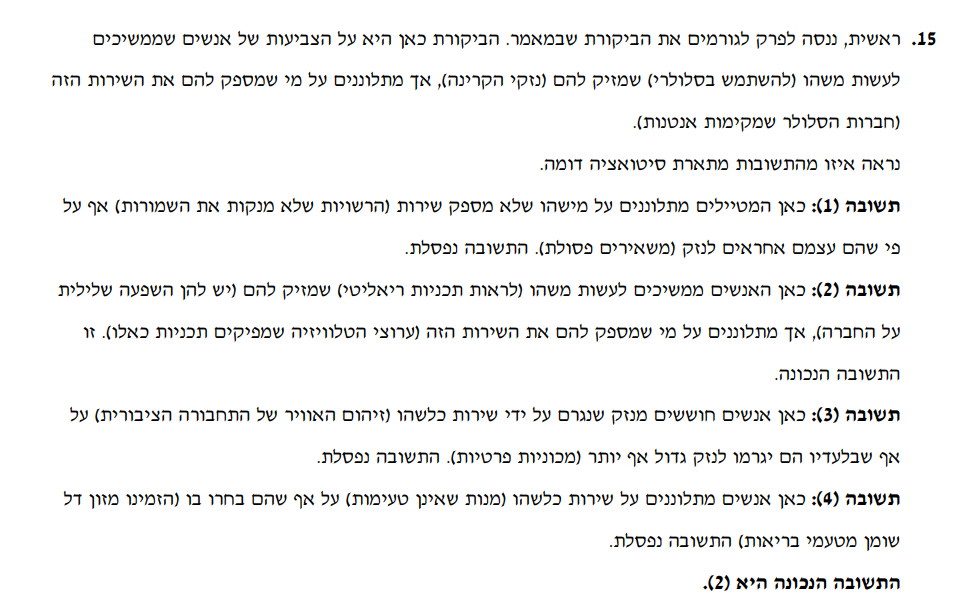 15. ראשית, ננסה לפרק לגורמים את הביקורת שבמאמר. הביקורת כאן היא על הצביעות של אנשים שממשיכים
לעשות משהו (להשתמש בסלולרי) שמזיק להם (נזקי הקרינה), אך מתלוננים על מי שמספק להם את השירות הזה
(חברות הסלולר שמקימות אנטנות).
נראה איזו מהתשובות מתארת סיטואציה דומה.
תשובה (1): כאן המטיילים מתלוננים על מישהו שלא מספק שירות (הרשויות שלא מנקות את השמורות) אף על
פי שהם עצמם אחראים לנזק (משאירים פסולת). התשובה נפסלת.
תשובה (2): כאן האנשים ממשיכים לעשות משהו (לראות תכניות ריאליטי) שמזיק להם (יש להן השפעה שלילית
על החברה), אך מתלוננים על מי שמספק להם את השירות הזה (ערוצי הטלוויזיה שמפיקים תכניות כאלו). זו
התשובה הנכונה.
תשובה (3): כאן אנשים חוששים מנזק שנגרם על ידי שירות כלשהו (זיהום האוויר של התחבורה הציבורית) על
אף שבלעדיו הם יגרמו לנזק גדול אף יותר (מכוניות פרטיות). התשובה נפסלת.
תשובה (4): כאן אנשים מתלוננים על שירות כלשהו (מנות שאינן טעימות) על אף שהם בחרו בו (הזמינו מזון דל
שומן מטעמי בריאות) התשובה נפסלת.
התשובה הנכונה היא (2).